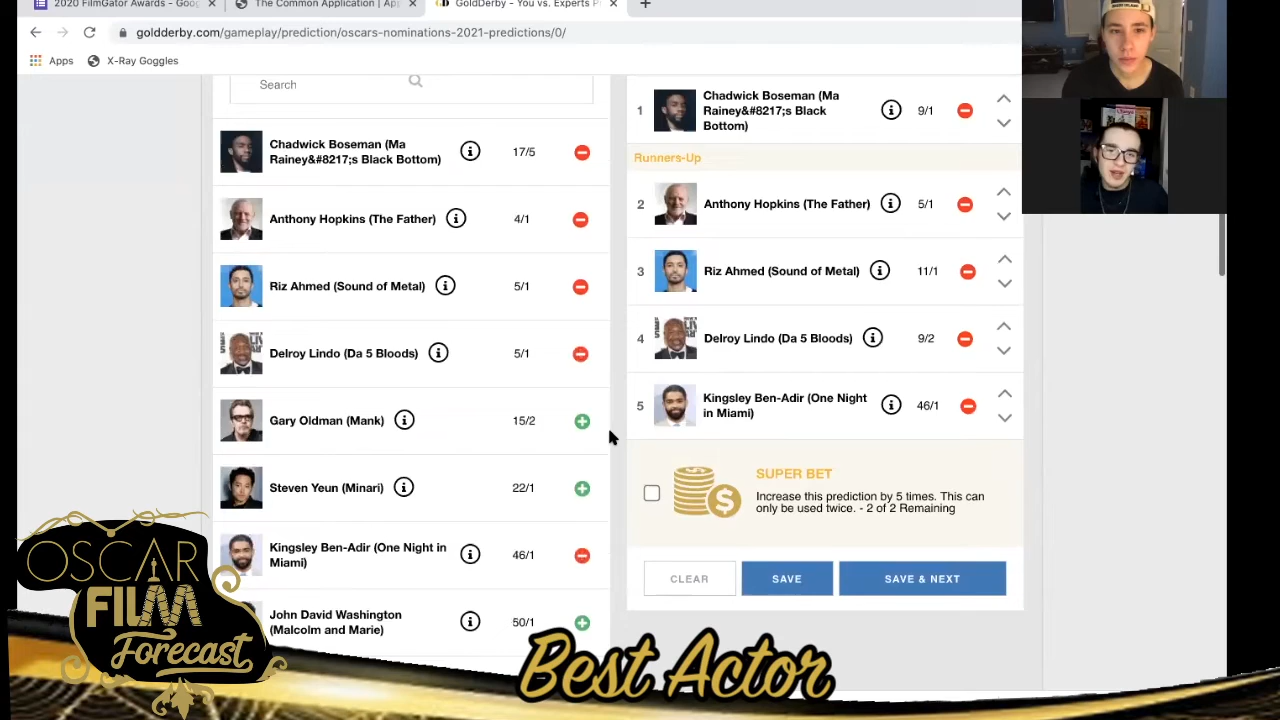 2020 FilmGator Awards - Goog
The Common Application | App
GoldDerby – You vs. Experts P
goldderby.com/gameplay/prediction/oscars-nominations-2021-predictions/0/
Apps
X-Ray Goggles
Search
Chadwick Boseman (Ma
Rainey&#8217;s Black Bottom)
17/5
Anthony Hopkins (The Father)
4/1
Riz Ahmed (Sound of Metal)
5/1
Delroy Lindo (Da 5 Bloods)
5/1
Gary Oldman (Mank)
15/2
Steven Yeun (Minari)
22/1
Kingsley Ben-Adir (One Night in
Miami)
46/1
John David Washington
(Malcolm and Marie)
50/1
1
Chadwick Boseman (Ma
Rainey&#8217;s Black
Bottom)
9/1
Runners-Up
2
Anthony Hopkins (The Father)
5/1
3
Riz Ahmed (Sound of Metal)
11/1
4
Delroy Lindo (Da 5 Bloods)
9/2
5
Kingsley Ben-Adir (One Night
in Miami)
46/1
SUPER BET
Increase this prediction by 5 times. This can
only be used twice. - 2 of 2 Remaining
CLEAR
SAVE
SAVE & NEXT
OSCAR
FILM
Forecast
Best Actor